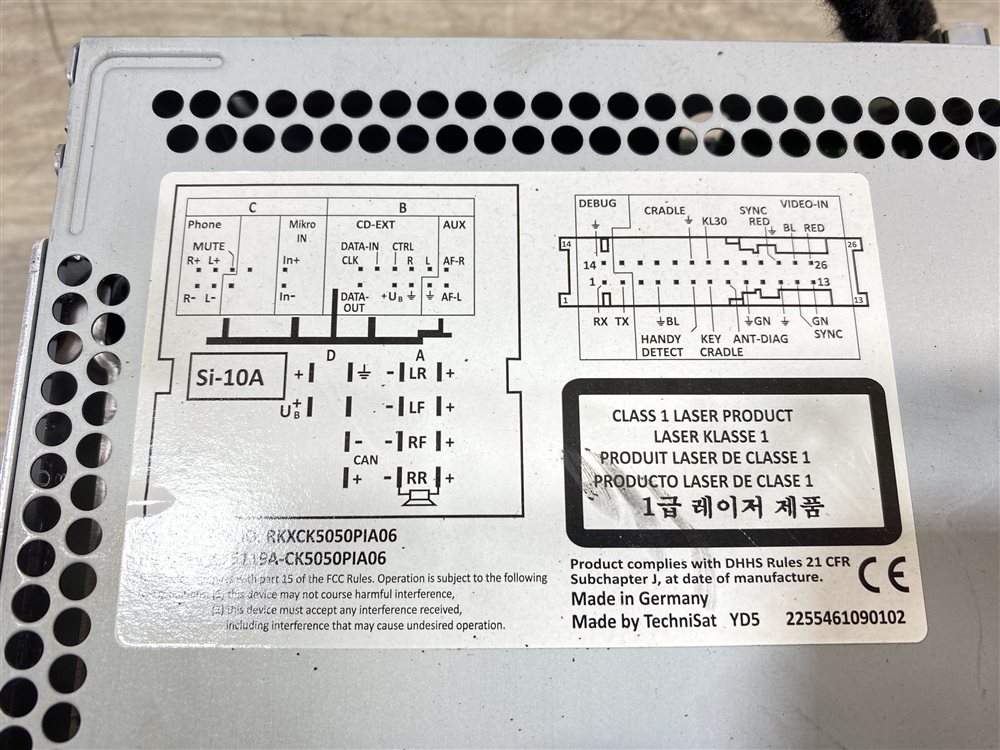 C B
Phone Mikro IN CD-EXT AUX
MUTE DATA-IN CTRL
R+ L+ In+ CLK R L AF-R
R- L- In- DATA-OUT +UB AF-L
D A
Si-10A
+ - LR +
U+B - LF +
- - RF +
CAN
+ - RR +
DEBUG CRADLE KL30 SYNC RED VIDEO-IN BL RED
14 26
14 26
1 13
1 13
RX TX BL GN GN SYNC
HANDY DETECT KEY CRADLE ANT-DIAG
CLASS 1 LASER PRODUCT
LASER KLASSE 1
PRODUIT LASER DE CLASSE 1
PRODUCTO LASER DE CLASE 1
1급 레이저 제품
RKXCK5050PIA06
A-CK5050PIA06
with part 15 of the FCC Rules. Operation is subject to the following
this device may not course harmful interference,
(2) this device must accept any interference received,
including interference that may cause undesired operation.
Product complies with DHHS Rules 21 CFR
Subchapter J, at date of manufacture.
CE
Made in Germany
Made by TechniSat YD5 2255461090102